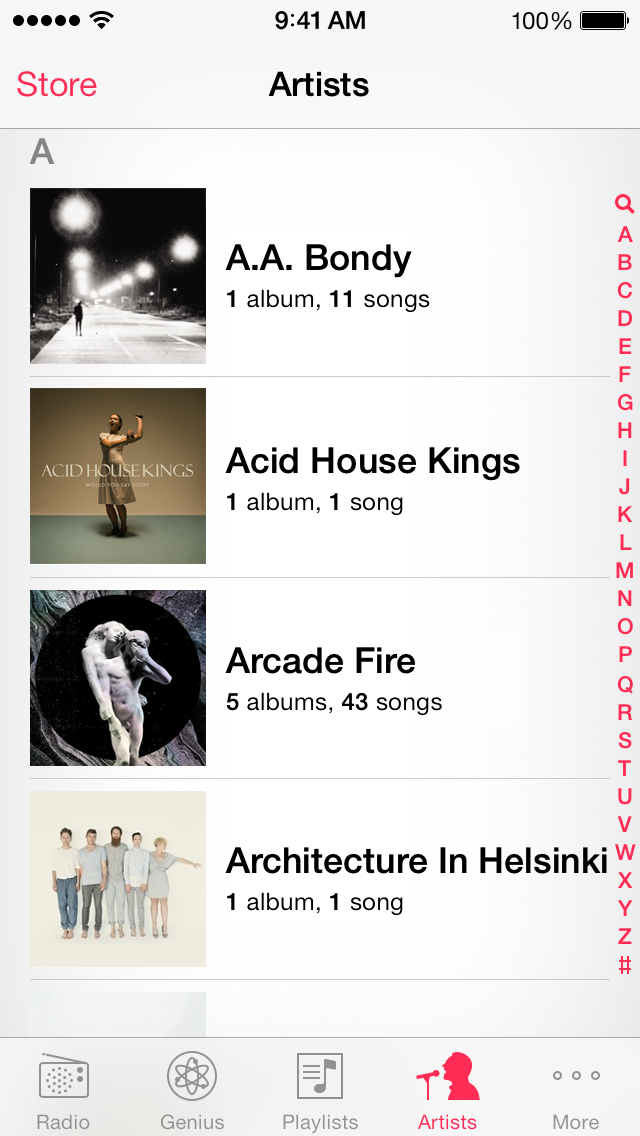 9:41 AM 100%
Store Artists
A
A.A. Bondy
1 album, 11 songs
ACID HOUSE KINGS
WOULD YOU SAY STOP?
Acid House Kings
1 album, 1 song
Arcade Fire
5 albums, 43 songs
Architecture In Helsinki
1 album, 1 song
A
B
C
D
E
F
G
H
I
J
K
L
M
N
O
P
Q
R
S
T
U
V
W
X
Y
Z
#
Radio Genius Playlists Artists More